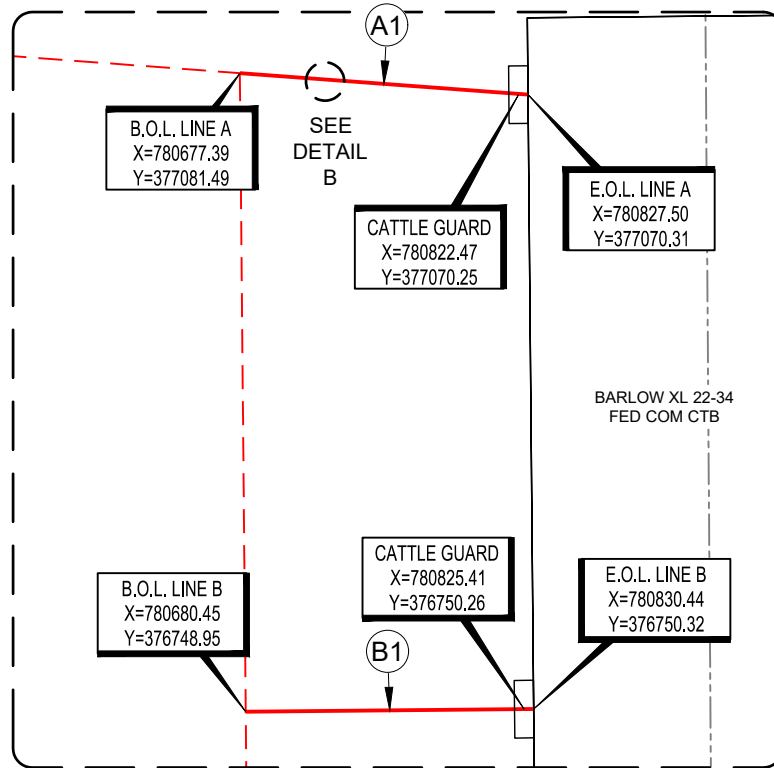 A1
SEE
DETAIL
B
B.O.L. LINE A
X=780677.39
Y=377081.49
CATTLE GUARD
X=780822.47
Y=377070.25
E.O.L. LINE A
X=780827.50
Y=377070.31
BARLOW XL 22-34
FED COM CTB
B.O.L. LINE B
X=780680.45
Y=376748.95
CATTLE GUARD
X=780825.41
Y=376750.26
E.O.L. LINE B
X=780830.44
Y=376750.32
B1